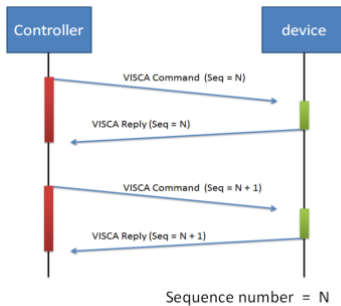 Controller
device
VISCA Command (Seq = N)
VISCA Reply (Seq = N)
VISCA Command (Seq = N + 1)
VISCA Reply (Seq = N + 1)
Sequence number = N